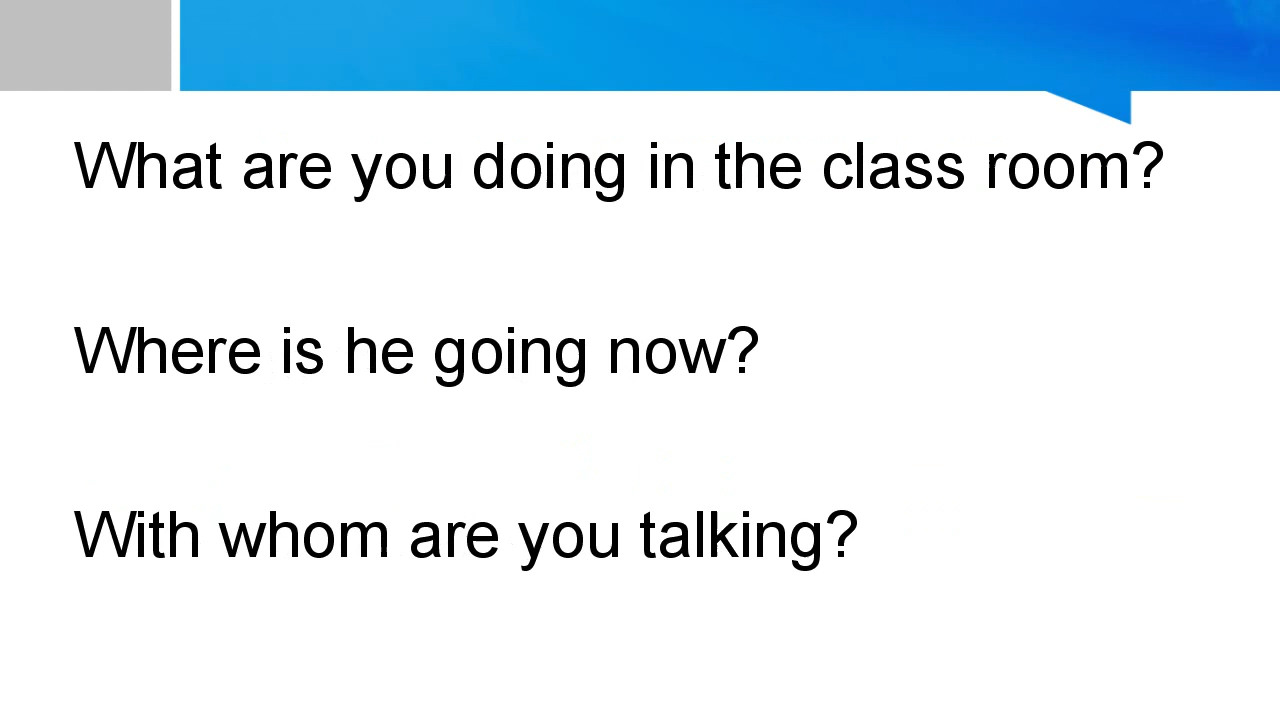 What are you doing in the class room?
Where is he going now?
With whom are you talking?